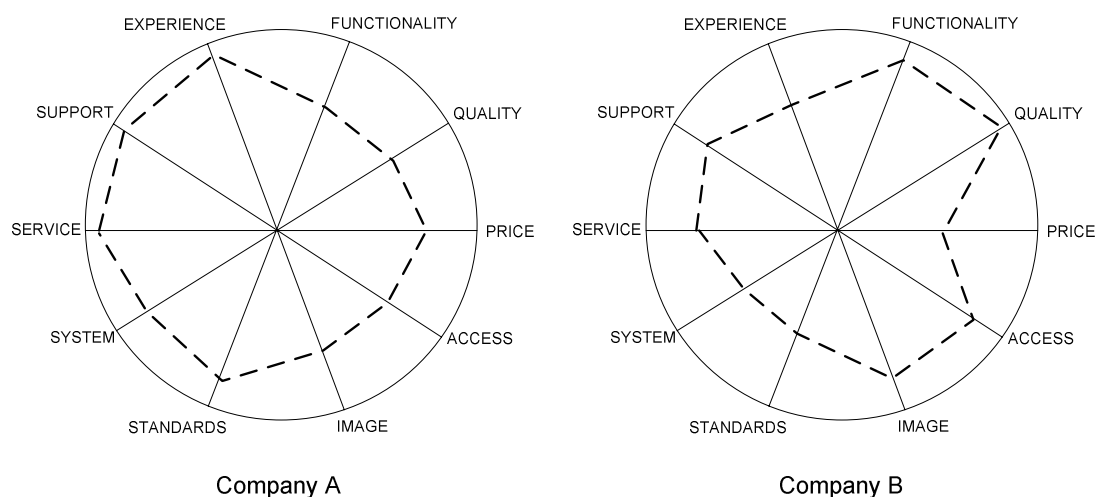 EXPERIENCE
FUNCTIONALITY
SUPPORT
QUALITY
SERVICE
PRICE
SYSTEM
ACCESS
STANDARDS
IMAGE
Company A
EXPERIENCE
FUNCTIONALITY
SUPPORT
QUALITY
SERVICE
PRICE
SYSTEM
ACCESS
STANDARDS
IMAGE
Company B